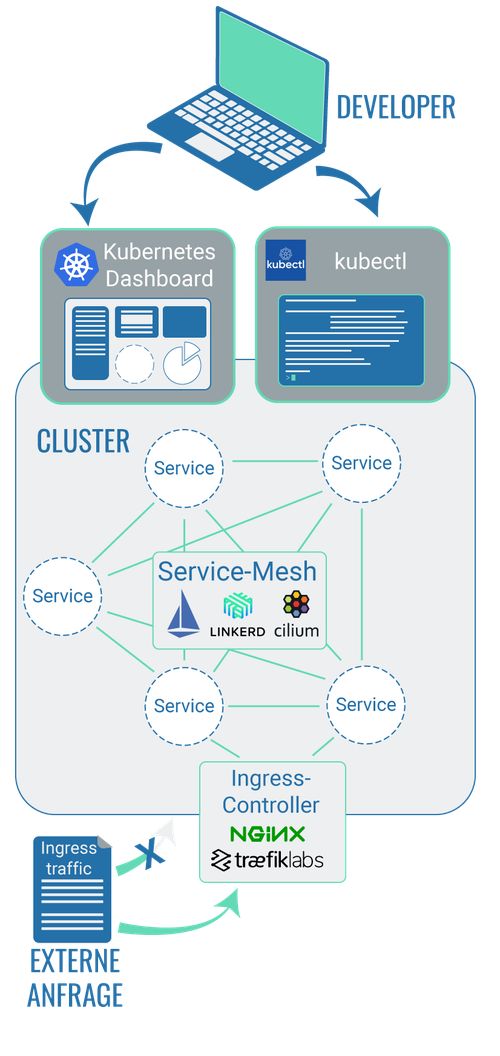 DEVELOPER
Kubernetes
Dashboard
kubectl
kubectl
>
CLUSTER
Service
Service
Service
Service-Mesh
LINKERD
cilium
Service
Service
Ingress-
Controller
NGINX
træfiklabs
Ingress
traffic
X
EXTERNE
ANFRAGE